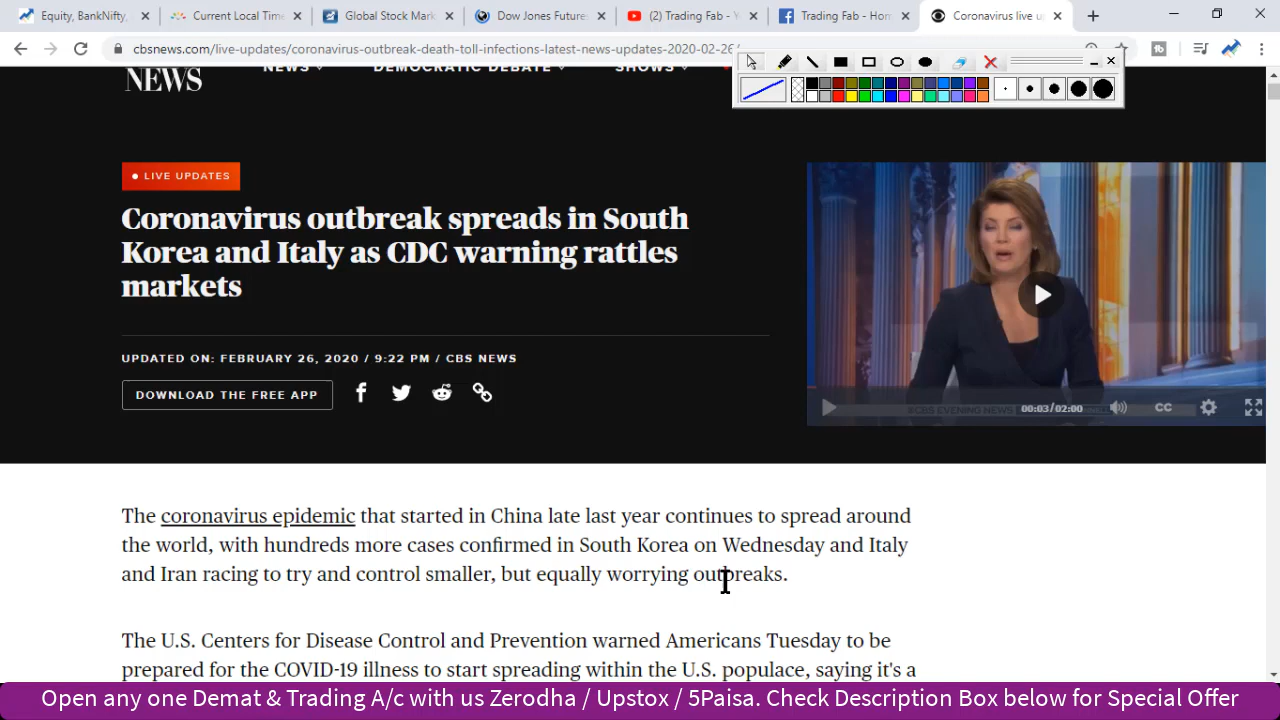 Equity, BankNifty,
Current Local Time
Global Stock Mark
Dow Jones Future
(2) Trading Fab - Y
Trading Fab - Hom
Coronavirus live u
cbsnews.com/live-updates/coronavirus-outbreak-death-toll-infections-latest-news-updates-2020-02-26/
NEWS
NEWS
DEMOCRATIC DEBATE
SHOWS
LIVE UPDATES
Coronavirus outbreak spreads in South
Korea and Italy as CDC warning rattles
markets
UPDATED ON: FEBRUARY 26, 2020 / 9:22 PM / CBS NEWS
DOWNLOAD THE FREE APP
©CBS EVENING NEWS
00:03/02:00
CC
The coronavirus epidemic that started in China late last year continues to spread around
the world, with hundreds more cases confirmed in South Korea on Wednesday and Italy
and Iran racing to try and control smaller, but equally worrying outbreaks.
The U.S. Centers for Disease Control and Prevention warned Americans Tuesday to be
prepared for the COVID-19 illness to start spreading within the U.S. populace, saying it's a
Open any one Demat & Trading A/c with us Zerodha / Upstox / 5Paisa. Check Description Box below for Special Offer